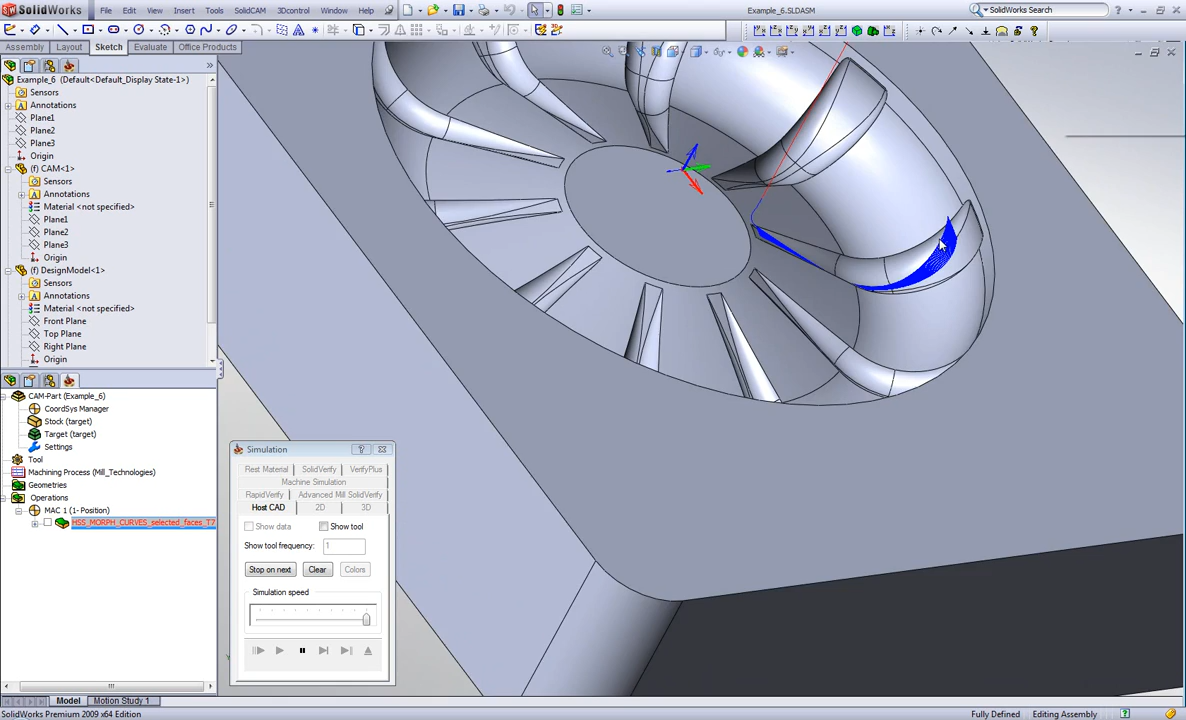 SolidWorks
File
Edit
View
Insert
Tools
SolidCAM
3Dcontrol
Window
PhotoWorks
Help
Example_6.SLDASM
SolidWorks Search
Assembly
Layout
Sketch
Evaluate
Office Products
Example_6 (Default<Default_Display State-1>)
Sensors
Annotations
Plane1
Plane2
Plane3
Origin
(f) CAM<1>
Sensors
Annotations
Material <not specified>
Plane1
Plane2
Plane3
Origin
(f) DesignModel<1>
Sensors
Annotations
Material <not specified>
Front Plane
Top Plane
Right Plane
Origin
CAM-Part (Example_6)
CoordSys Manager
Stock (target)
Target (target)
Settings
Tool
Machining Process (Mill_Technologies)
Geometries
Operations
MAC 1 (1- Position)
HSS_MORPH_CURVES_selected_faces_T7
Simulation
Rest Material
SolidVerify
VerifyPlus
Machine Simulation
RapidVerify
Advanced Mill SolidVerify
Host CAD
2D
3D
Show data
Show tool
Show tool frequency:
1
Stop on next
Clear
Colors
Simulation speed
Model
Motion Study 1
SolidWorks Premium 2009 x64 Edition
Fully Defined
Editing Assembly